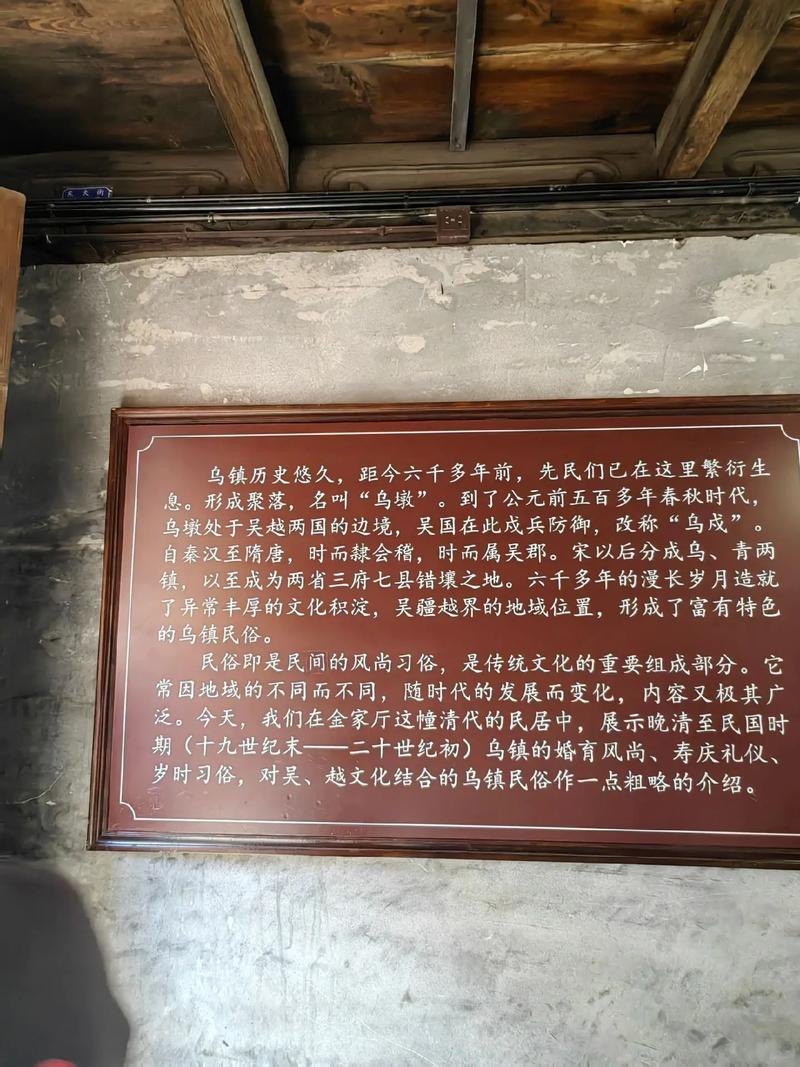 东大街
乌镇历史悠久，距今六千多年前，先民们已在这里繁衍生
息。形成聚落，名叫“乌墩”。到了公元前五百多年春秋时代，
乌墩处于吴越两国的边境，吴国在此戍兵防御，改称“乌戍”。
自秦汉至隋唐，时而隶会稽，时而属吴郡。宋以后分成乌、青两
镇，以至成为两省三府七县错壤之地。六千多年的漫长岁月造就
了异常丰厚的文化积淀，吴疆越界的地域位置，形成了富有特色
的乌镇民俗。
民俗即是民间的风尚习俗，是传统文化的重要组成部分。它
常因地域的不同而不同，随时代的发展而变化，内容又极其广
泛。今天，我们在金家厅这幢清代的民居中，展示晚清至民国时
期（十九世纪末——二十世纪初）乌镇的婚育风尚、寿庆礼仪、
岁时习俗，对吴、越文化结合的乌镇民俗作一点粗略的介绍。